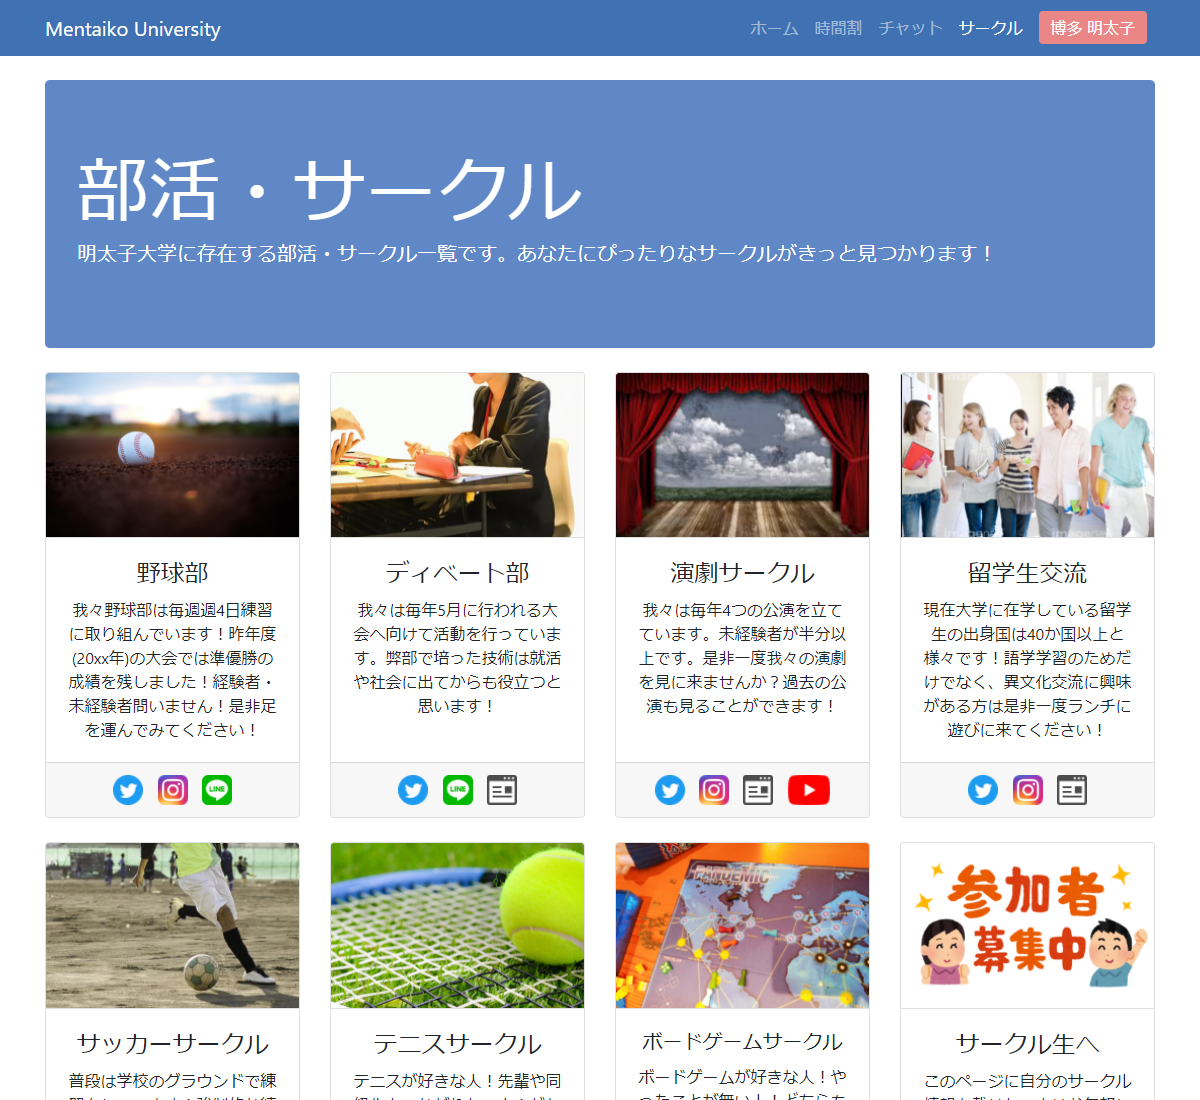 Mentaiko University
ホーム 時間割 チャット サークル 博多 明太子
部活・サークル
明太子大学に存在する部活・サークル一覧です。あなたにぴったりなサークルがきっと見つかります！
野球部
我々野球部は毎週週4日練習
に取り組んでいます！昨年度
(20xx年)の大会では準優勝の
成績を残しました！経験者・
未経験者問いません！是非足
を運んでみてください！
LINE
ディベート部
我々は毎年5月に行われる大
会へ向けて活動を行っていま
す。弊部で培った技術は就活
や社会に出てからも役立つと
思います！
LINE
演劇サークル
我々は毎年4つの公演を立て
ています。未経験者が半分以
上です。是非一度我々の演劇
を見に来ませんか？過去の公
演も見ることができます！
留学生交流
現在大学に在学している留学
生の出身国は40か国以上と
様々です！語学学習のためだ
けでなく、異文化交流に興味
がある方は是非一度ランチに
遊びに来てください！
サッカーサークル
普段は学校のグラウンドで練
テニスサークル
テニスが好きな人！先輩や同
PANDEMIC
ボードゲームサークル
ボードゲームが好きな人！や
参加者
募集中
サークル生へ
このページに自分のサークル